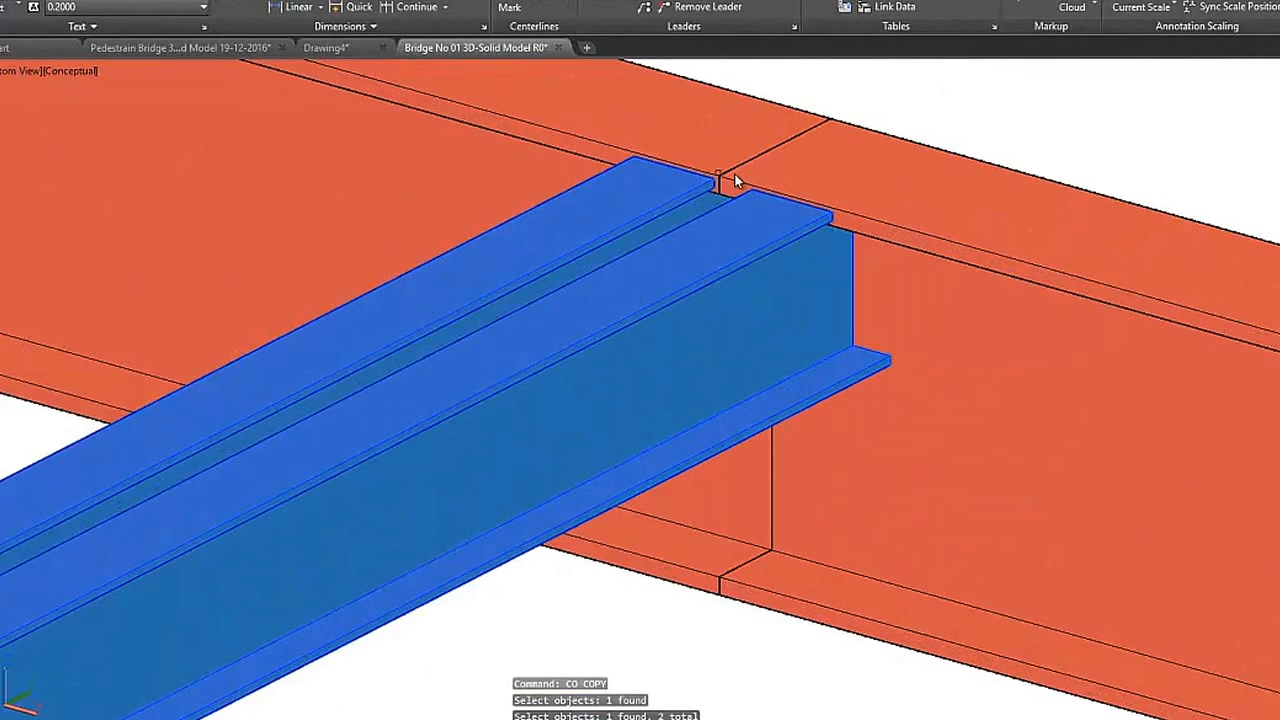 0.2000
Linear Quick Continue Mark Remove Leader Link Data Cloud Current Scale Sync Scale Position
Text Dimensions Centerlines Leaders Tables Markup Annotation Scaling
Pedestrain Bridge 3...d Model 19-12-2016* Drawing4* Bridge No 01 3D-Solid Model R0*
tom View][Conceptual]
Command: CO COPY
Select objects: 1 found
Select objects: 1 found, 2 total